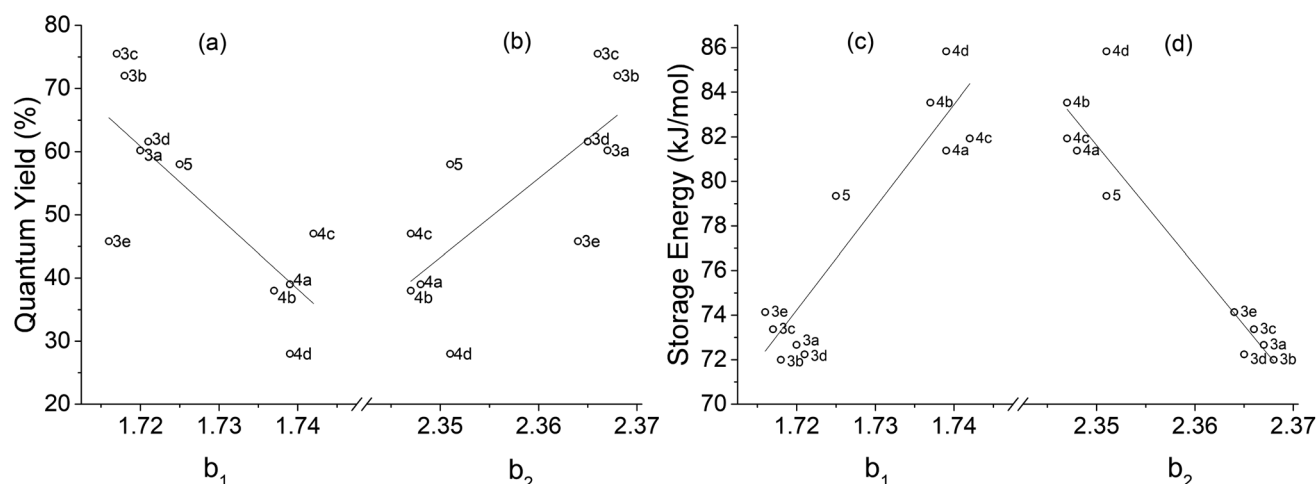 80
70
60
50
40
30
20
Quantum Yield (%)
(a)
3c
3b
3d
3a
5
3e
4c
4a
4b
4d
1.72
1.73
1.74
b1
(b)
3c
3b
3d
3a
5
4c
3e
4a
4b
4d
2.35
2.36
2.37
b2
86
84
82
80
78
76
74
72
70
Storage Energy (kJ/mol)
(c)
4d
4b
4c
4a
5
3e
3c
3a
3d
3b
1.72
1.73
1.74
b1
(d)
4d
4b
4c
4a
5
3e
3c
3a
3d
3b
2.35
2.36
2.37
b2